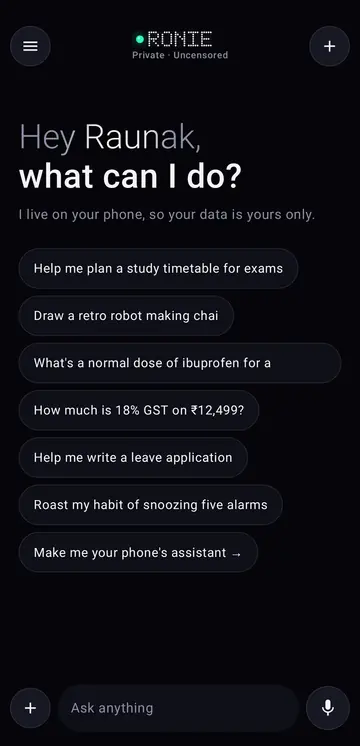 RONIE
Private · Uncensored
Hey Raunak,
what can I do?
I live on your phone, so your data is yours only.
Help me plan a study timetable for exams
Draw a retro robot making chai
What's a normal dose of ibuprofen for a
How much is 18% GST on ₹12,499?
Help me write a leave application
Roast my habit of snoozing five alarms
Make me your phone's assistant →
Ask anything